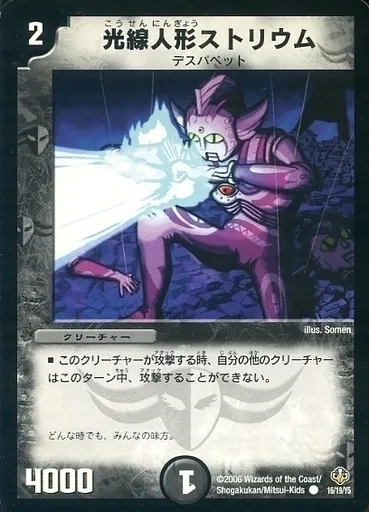 2
こうせんにんぎょう
光線人形ストリウム
デスパペット
illus. Somen
クリーチャー
■ このクリーチャーが攻撃する時、自分の他のクリーチャー
はこのターン中、攻撃することができない。
どんな時でも、みんなの味方。
4000
1
©2006 Wizards of the Coast/
Shogakukan/Mitsui-Kids
16/19/Y5